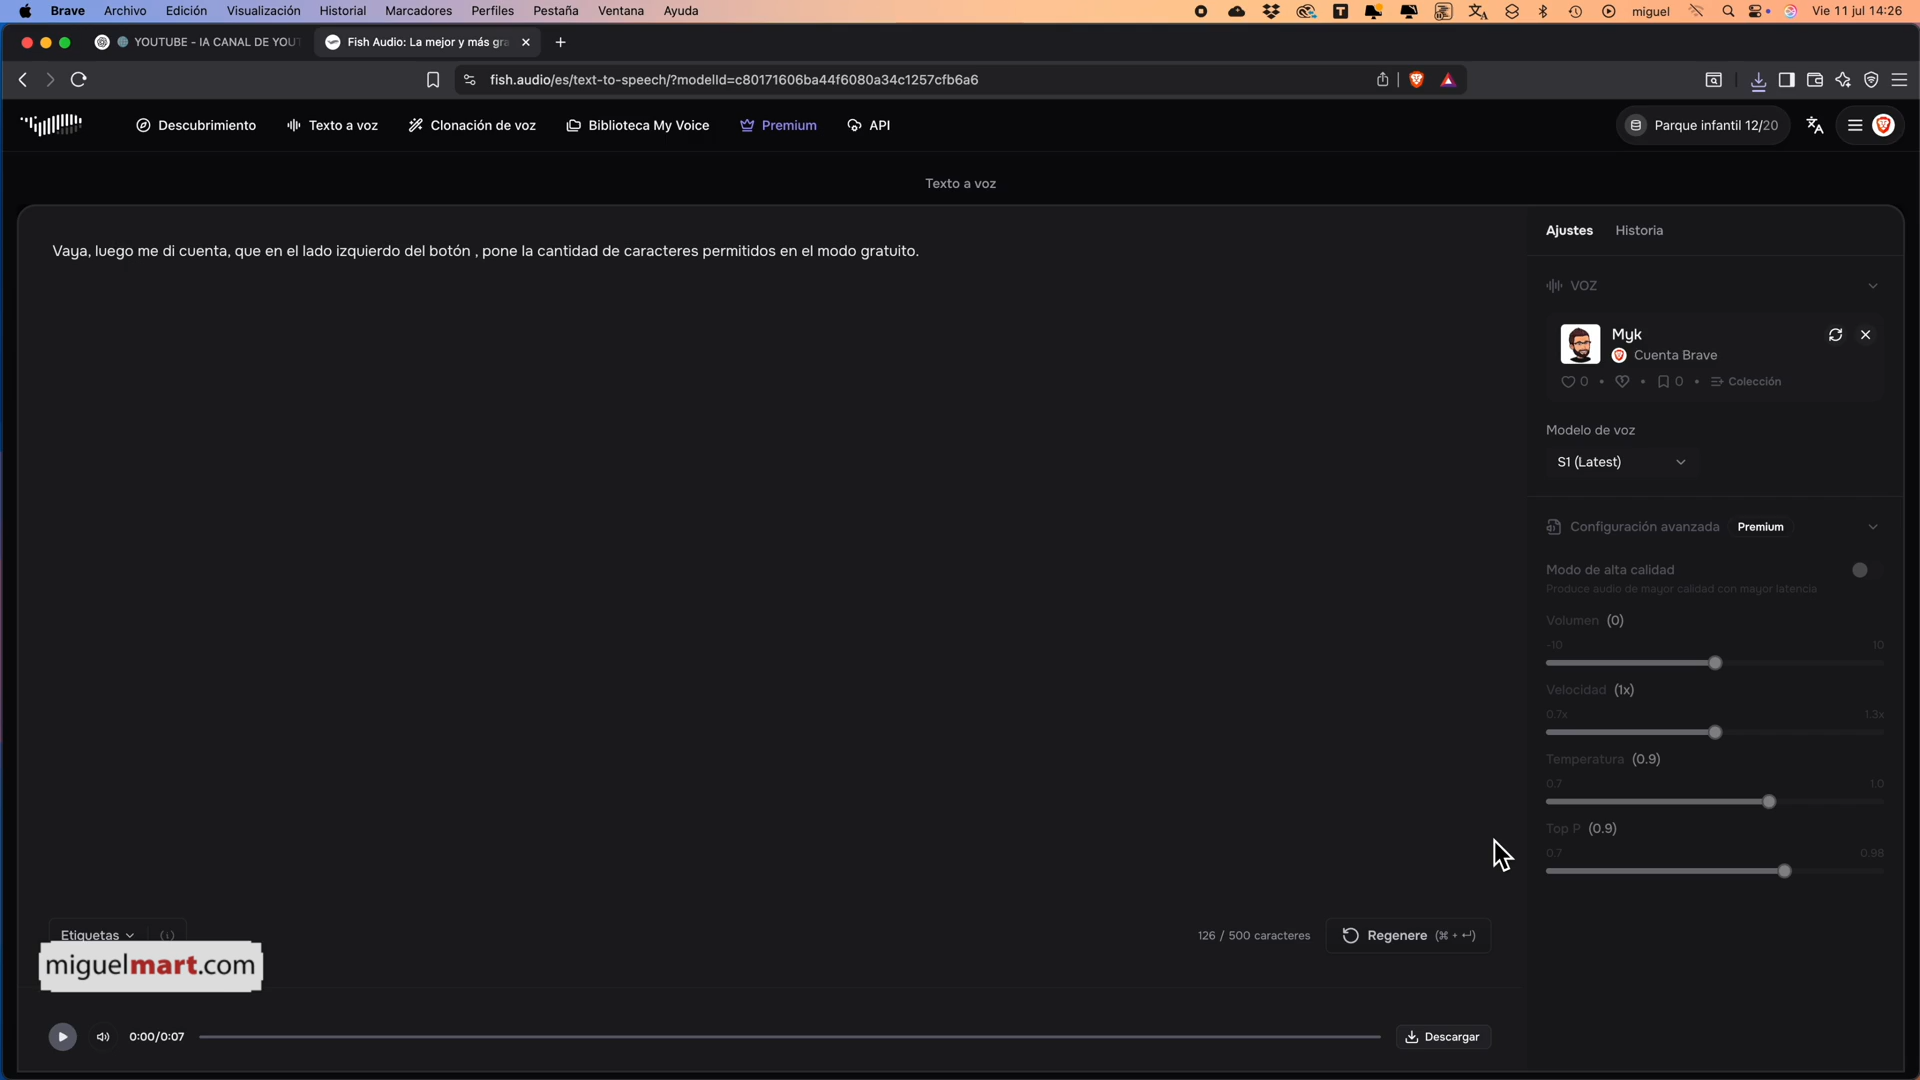 Brave Archivo Edición Visualización Historial Marcadores Perfiles Pestaña Ventana Ayuda miguel Vie 11 jul 14:26
YOUTUBE - IA CANAL DE YOUT Fish Audio: La mejor y más gra
fish.audio/es/text-to-speech/?modelId=c80171606ba44f6080a34c1257cfb6a6
Descubrimiento Texto a voz Clonación de voz Biblioteca My Voice Premium API Parque infantil 12/20
Texto a voz
Vaya, luego me di cuenta, que en el lado izquierdo del botón , pone la cantidad de caracteres permitidos en el modo gratuito.
Ajustes Historia
VOZ
Myk
Cuenta Brave
0 • • 0 • Colección
Modelo de voz
S1 (Latest)
Configuración avanzada Premium
Modo de alta calidad
Produce audio de mayor calidad con mayor latencia
Volumen (0)
-10 10
Velocidad (1x)
0.7x 1.3x
Temperatura (0.9)
0.7 1.0
Top P (0.9)
0.7 0.98
Etiquetas
126 / 500 caracteres Regenere (⌘ + ↵)
miguelmart.com
0:00/0:07 Descargar